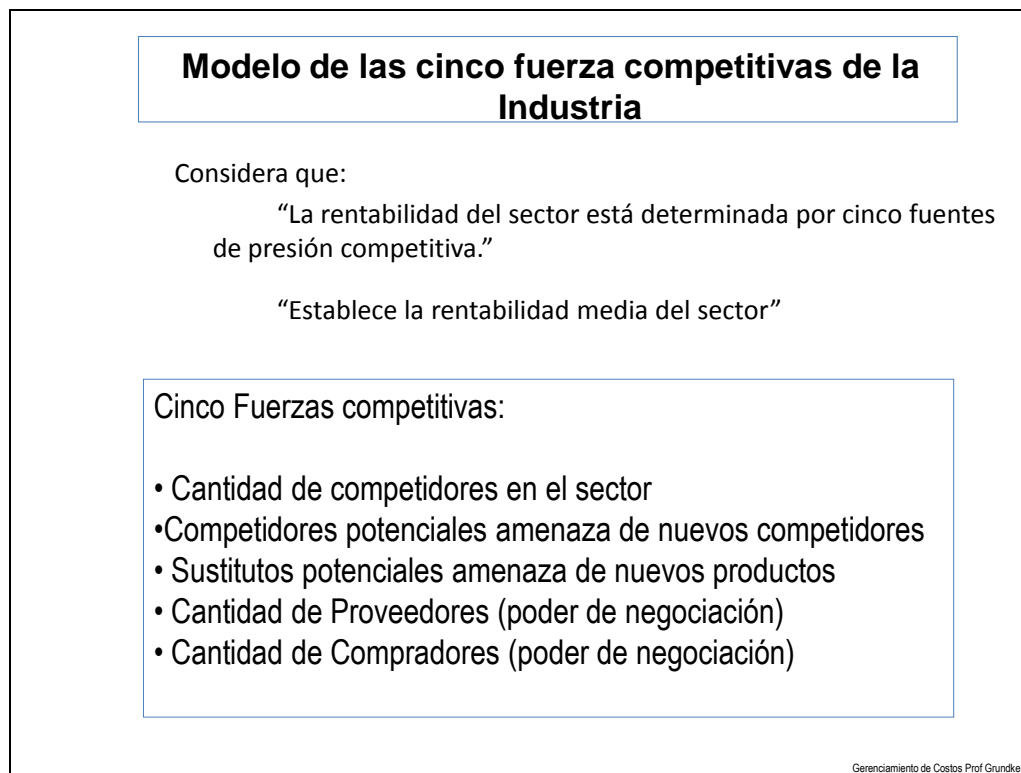 Modelo de las cinco fuerza competitivas de la
Industria
Considera que:
“La rentabilidad del sector está determinada por cinco fuentes
de presión competitiva.”
“Establece la rentabilidad media del sector”
Cinco Fuerzas competitivas:
• Cantidad de competidores en el sector
•Competidores potenciales amenaza de nuevos competidores
• Sustitutos potenciales amenaza de nuevos productos
• Cantidad de Proveedores (poder de negociación)
• Cantidad de Compradores (poder de negociación)
Gerenciamiento de Costos Prof Grundke